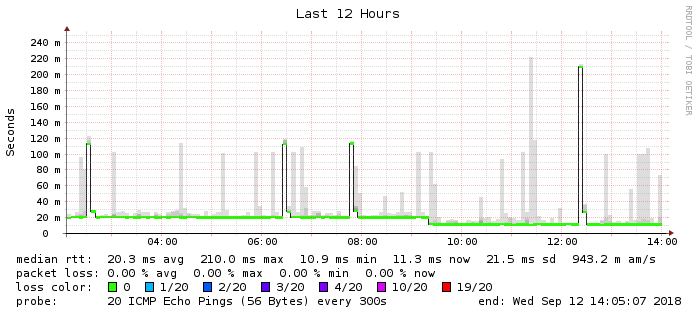 Last 12 Hours
RRDTOOL / TOBI OETIKER
Seconds
240 m
220 m
200 m
180 m
160 m
140 m
120 m
100 m
80 m
60 m
40 m
20 m
0
04:00 06:00 08:00 10:00 12:00 14:00
median rtt: 20.3 ms avg 210.0 ms max 10.9 ms min 11.3 ms now 21.5 ms sd 943.2 m am/s
packet loss: 0.00 % avg 0.00 % max 0.00 % min 0.00 % now
loss color: 0 1/20 2/20 3/20 4/20 10/20 19/20
probe: 20 ICMP Echo Pings (56 Bytes) every 300s end: Wed Sep 12 14:05:07 2018